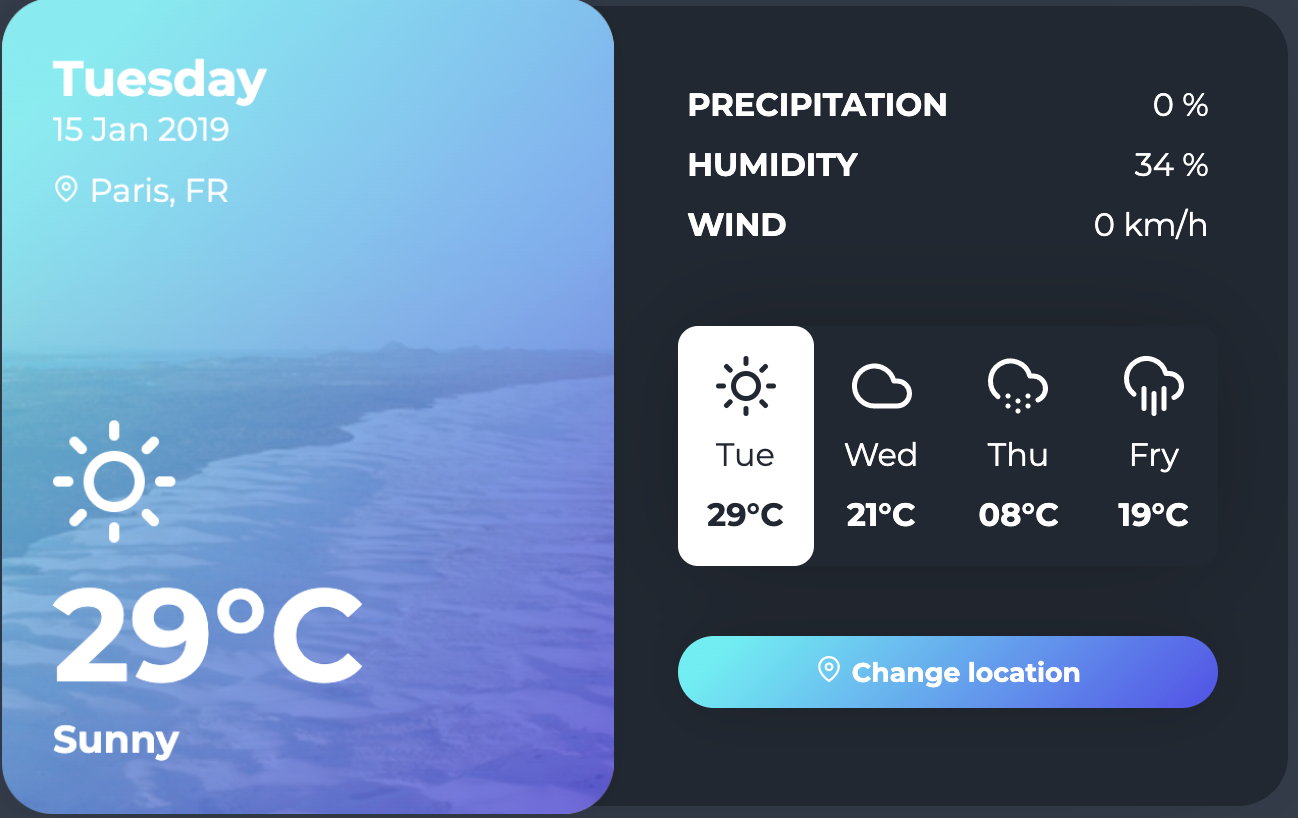 Tuesday
15 Jan 2019
Paris, FR
29°C
Sunny
PRECIPITATION 0 %
HUMIDITY 34 %
WIND 0 km/h
Tue Wed Thu Fry
29°C 21°C 08°C 19°C
Change location